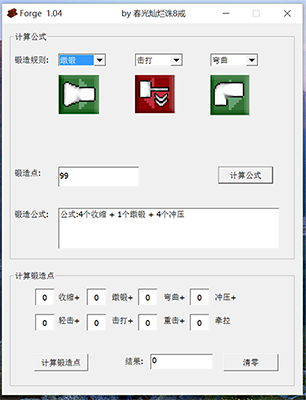 Forge 1.04 by 春光灿烂猪8戒
计算公式
锻造规则: 鐓锻 击打 弯曲
锻造点: 99 计算公式
锻造公式: 公式:4个收缩 + 1个鐓锻 + 4个冲压
计算锻造点
0 收缩+ 0 鐓锻+ 0 弯曲+ 0 冲压+
0 轻击+ 0 击打+ 0 重击+ 0 牵拉
计算锻造点 结果: 0 清零